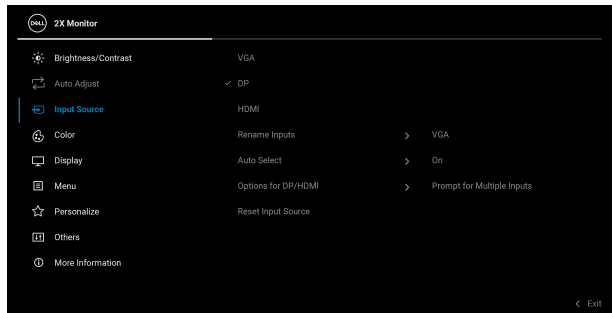 DELL 2X Monitor
Brightness/Contrast VGA
Auto Adjust ✓ DP
Input Source HDMI
Color Rename Inputs > VGA
Display Auto Select > On
Menu Options for DP/HDMI > Prompt for Multiple Inputs
Personalize Reset Input Source
Others
More Information
< Exit